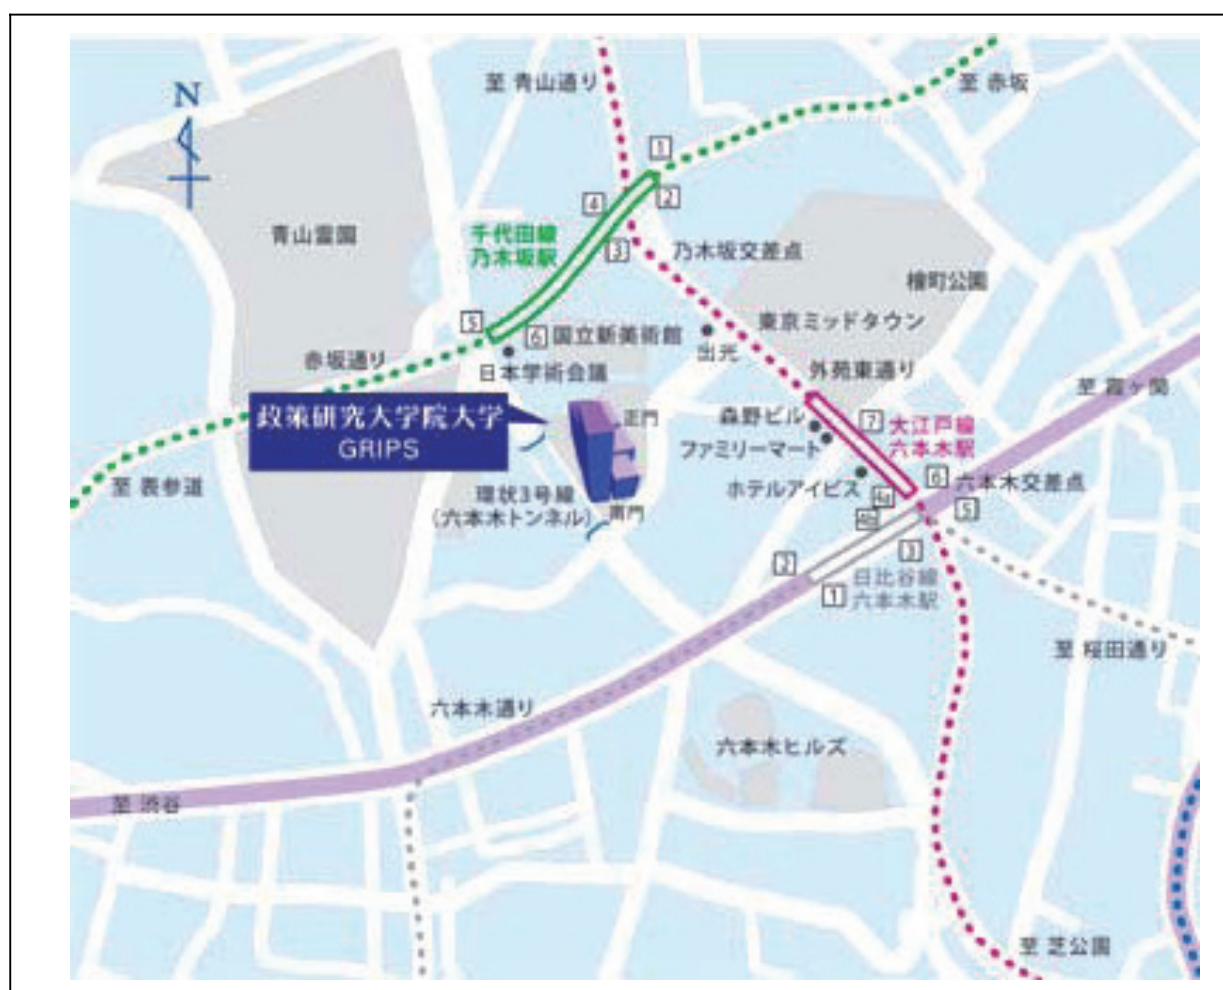 N
至 青山通り
至 赤坂
1
2
4
3
千代田線
乃木坂駅
青山霊園
乃木坂交差点
檜町公園
5
6
国立新美術館
日本学術会議
赤坂通り
出光
東京ミッドタウン
外苑東通り
至 霞ヶ関
政策研究大学院大学
GRIPS
正門
森野ビル
ファミリーマート
7
大江戸線
六本木駅
至 表参道
環状3号線
(六本木トンネル)
南門
ホテルアイビス
4a
4b
6
六本木交差点
5
3
2
1
日比谷線
六本木駅
至 桜田通り
六本木通り
六本木ヒルズ
至 渋谷
至 芝公園